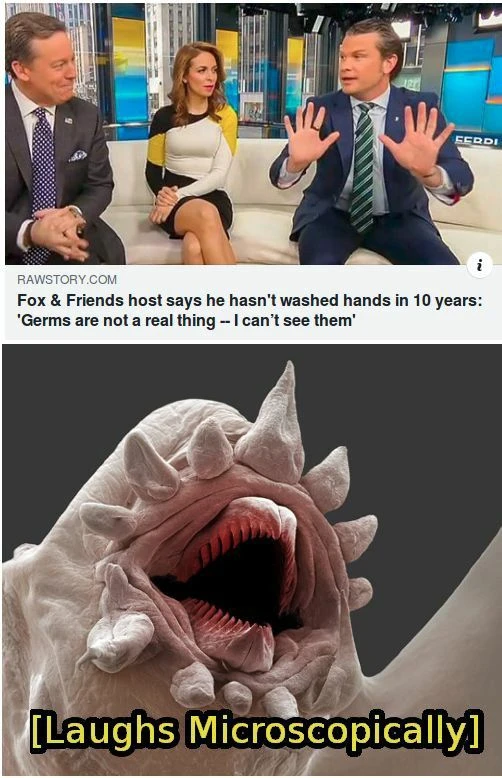 RAWSTORY.COM
Fox & Friends host says he hasn't washed hands in 10 years:
'Germs are not a real thing -- I can’t see them'
[Laughs Microscopically]